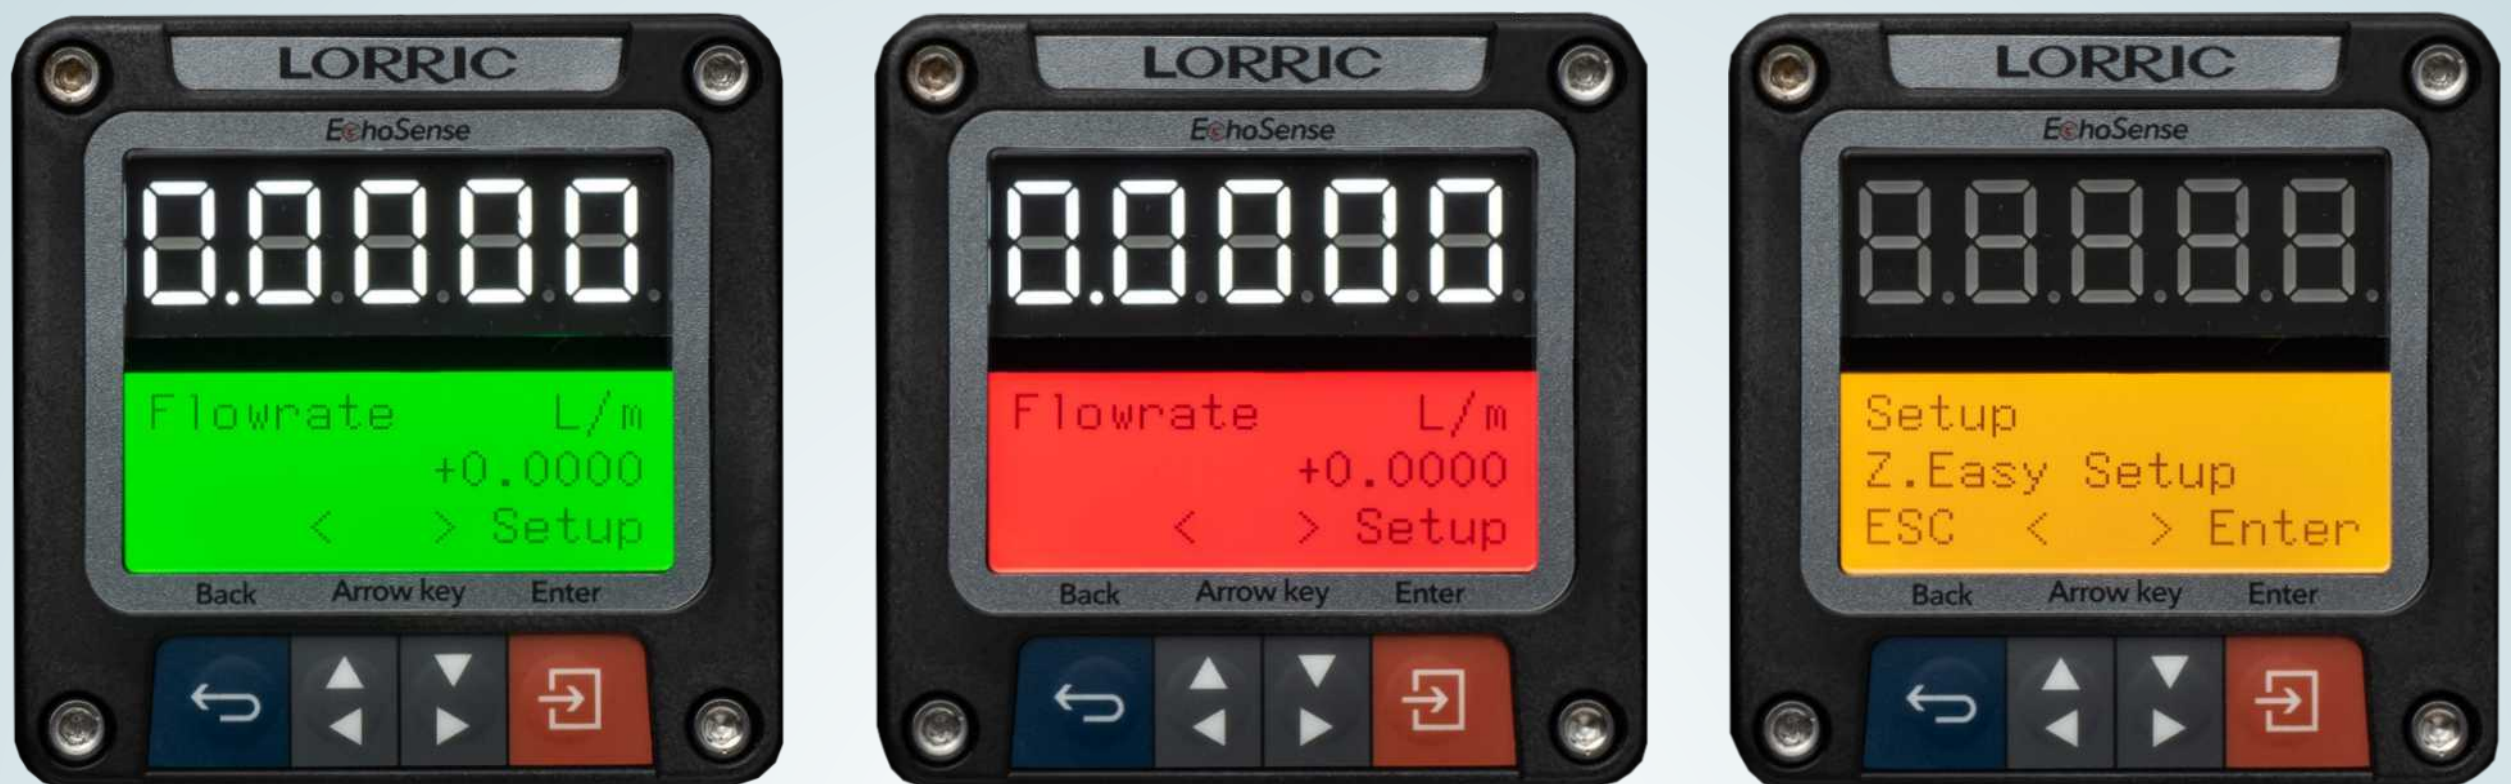 LORRIC
EchoSense
0.0000
Flowrate L/m
+0.0000
< > Setup
Back Arrow key Enter
LORRIC
EchoSense
0.0000
Flowrate L/m
+0.0000
< > Setup
Back Arrow key Enter
LORRIC
EchoSense
Setup
Z.Easy Setup
ESC < > Enter
Back Arrow key Enter